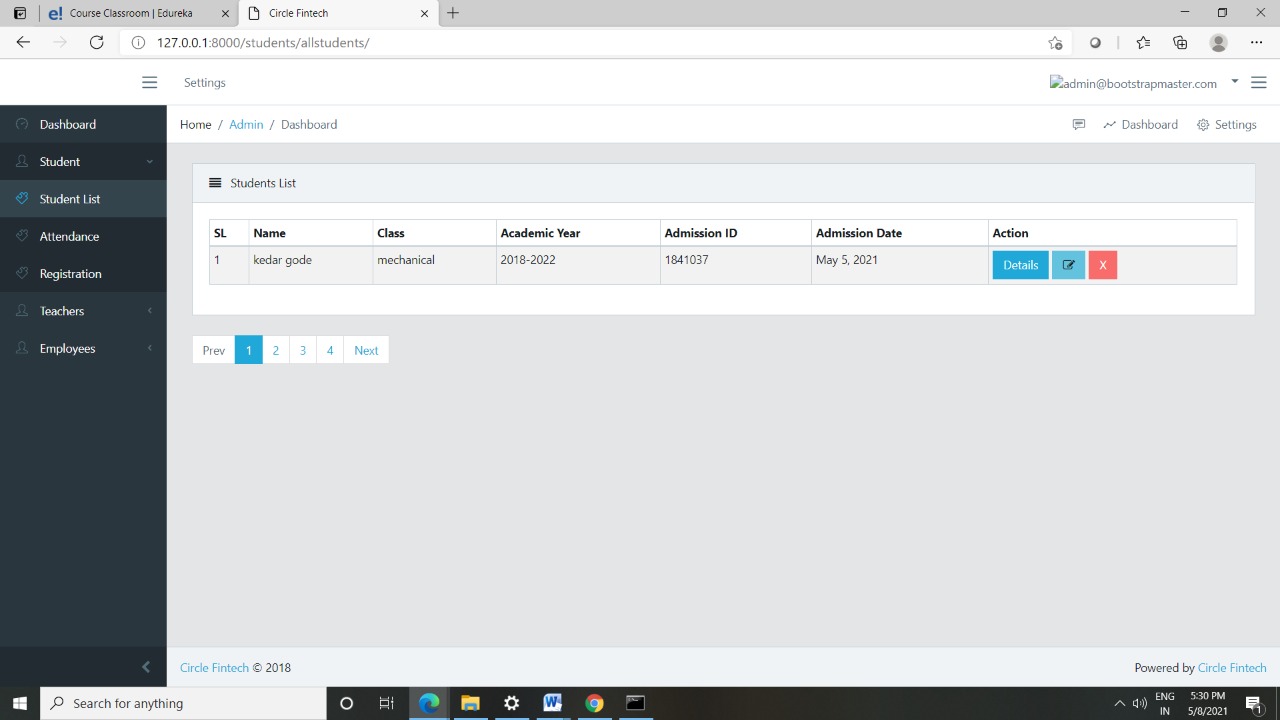 Course Classroom | Edureka
Circle Fintech
127.0.0.1:8000/students/allstudents/
Settings
admin@bootstrapmaster.com
Dashboard
Student
Student List
Attendance
Registration
Teachers
Employees
Home / Admin / Dashboard
Dashboard
Settings
Students List
SL Name Class Academic Year Admission ID Admission Date Action
1 kedar gode mechanical 2018-2022 1841037 May 5, 2021 Details X
Prev 1 2 3 4 Next
Circle Fintech © 2018
Powered by Circle Fintech
Search for anything
ENG
IN
5:30 PM
5/8/2021
1